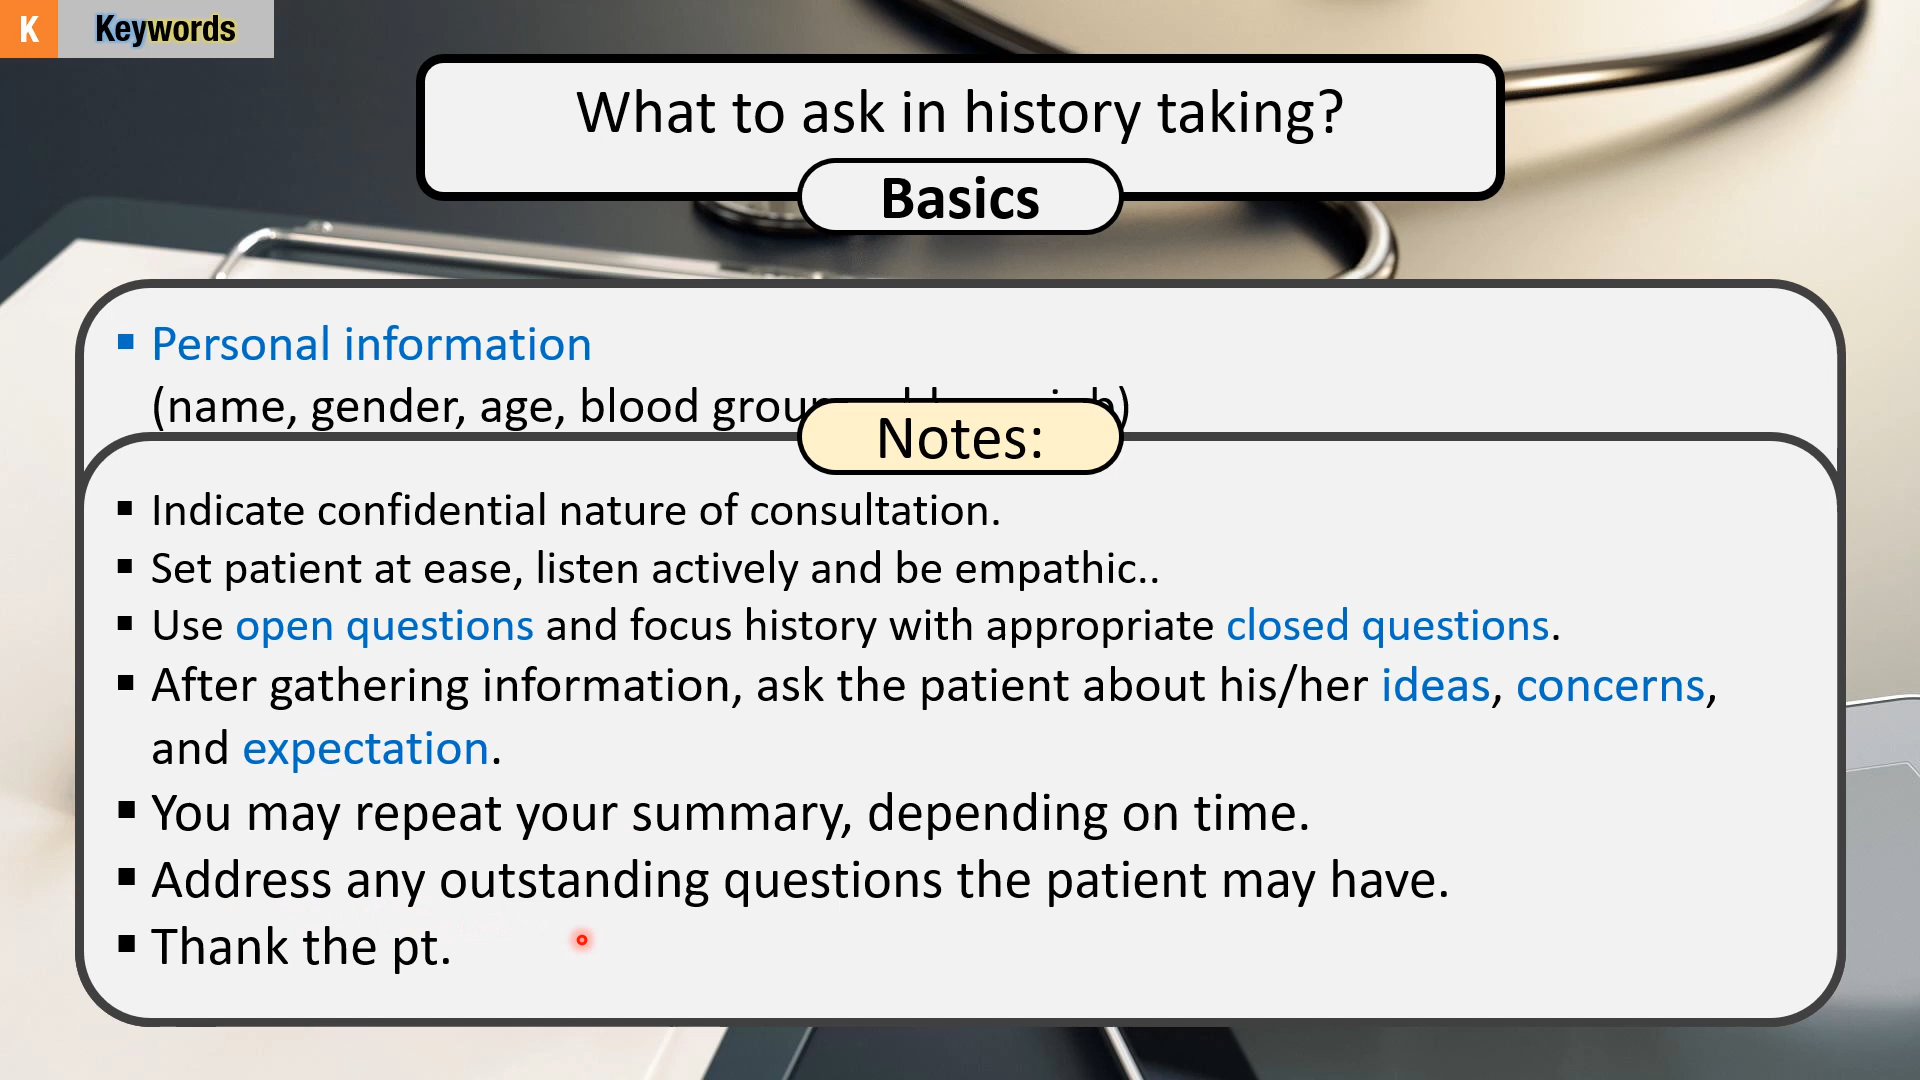 K Keywords
What to ask in history taking?
Basics
▪ Personal information
(name, gender, age, blood group
Notes:
▪ Indicate confidential nature of consultation.
▪ Set patient at ease, listen actively and be empathic..
▪ Use open questions and focus history with appropriate closed questions.
▪ After gathering information, ask the patient about his/her ideas, concerns,
and expectation.
▪ You may repeat your summary, depending on time.
▪ Address any outstanding questions the patient may have.
▪ Thank the pt.